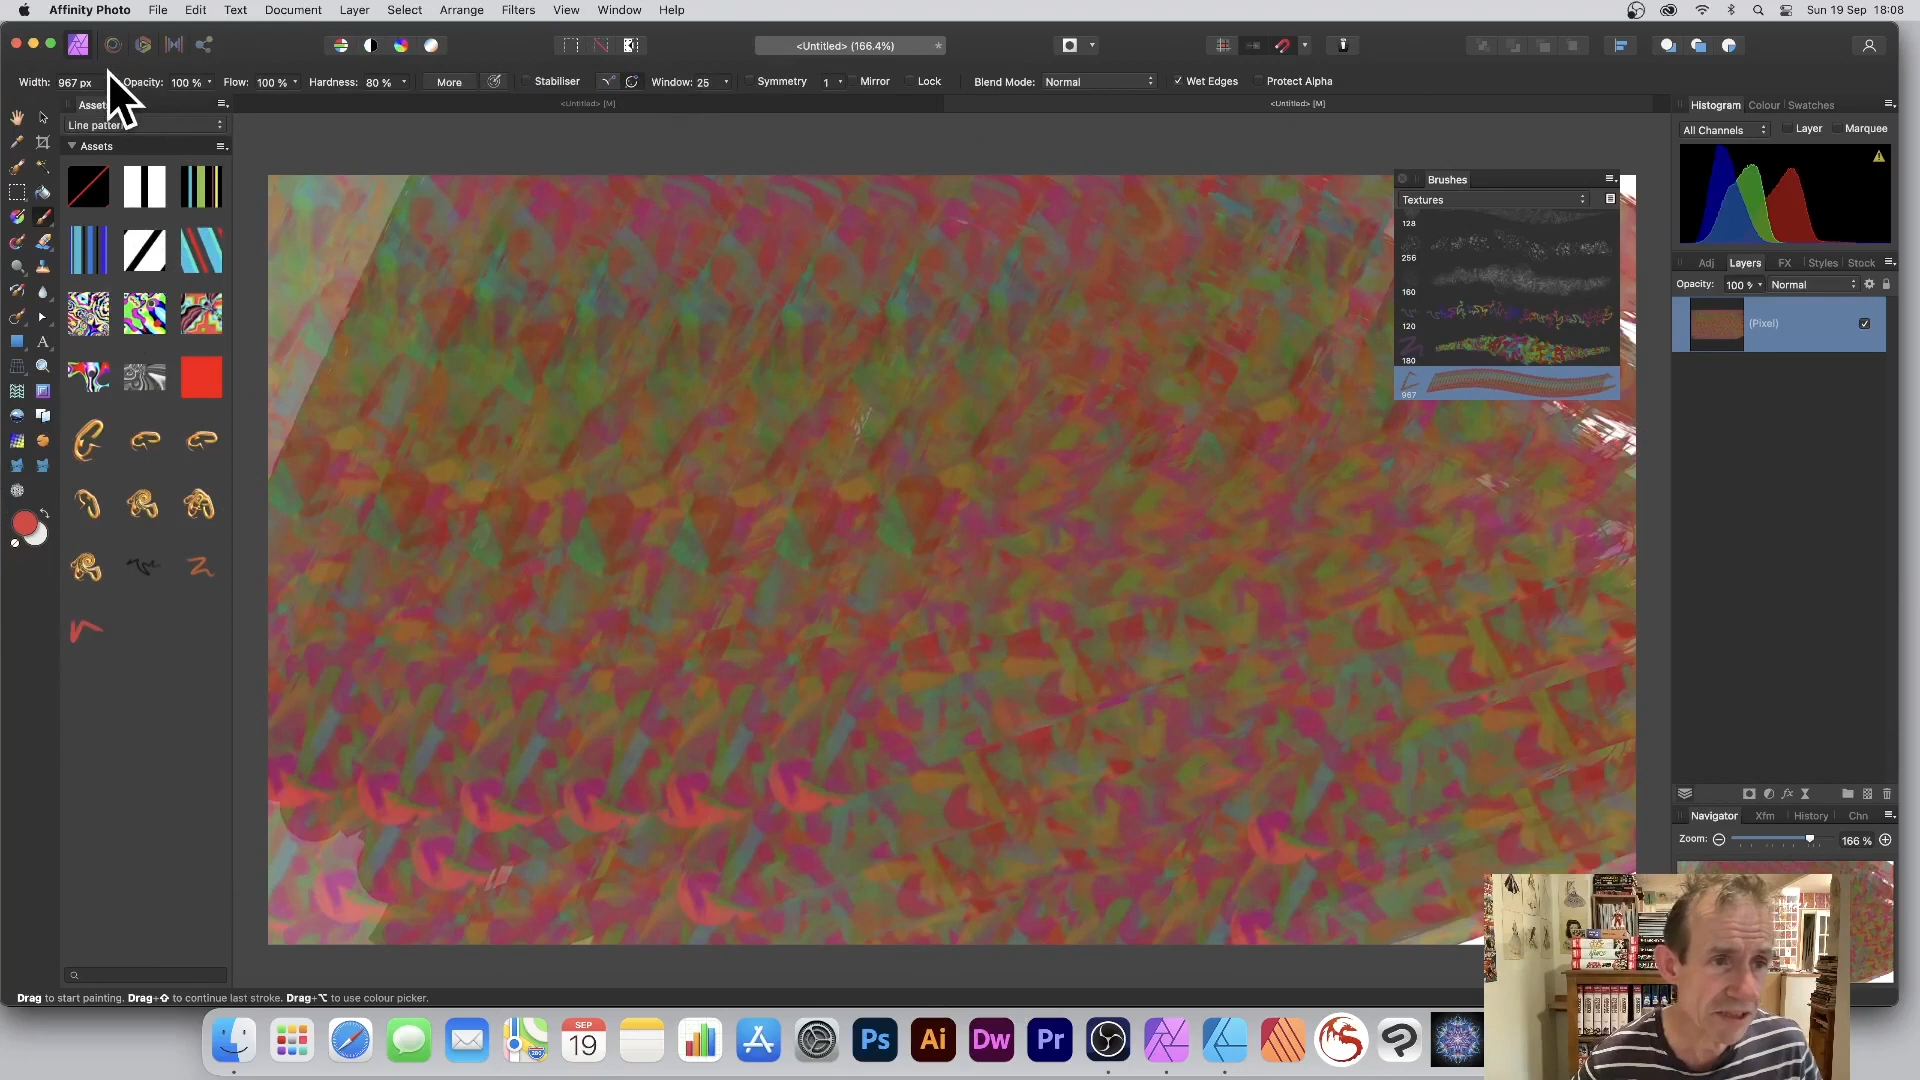 Affinity Photo File Edit Text Document Layer Select Arrange Filters View Window Help Sun 19 Sep 18:08
<Untitled> (166.4%) *
Width: 967 px Opacity: 100 % Flow: 100 % Hardness: 80 % More Stabiliser Window: 25 Symmetry 1 Mirror Lock Blend Mode: Normal Wet Edges Protect Alpha
<Untitled> [M] <Untitled> [M]
Assets
Line pattern
Assets
Brushes
Textures
128
256
160
120
180
967
Histogram Colour Swatches
All Channels Layer Marquee
Adj Layers FX Styles Stock
Opacity: 100 % Normal
(Pixel)
Navigator Xfm History Chn
Zoom: 166 %
Drag to start painting. Drag+⇧ to continue last stroke. Drag+⌥ to use colour picker.
SEP
19
280
Ps Ai Dw Pr